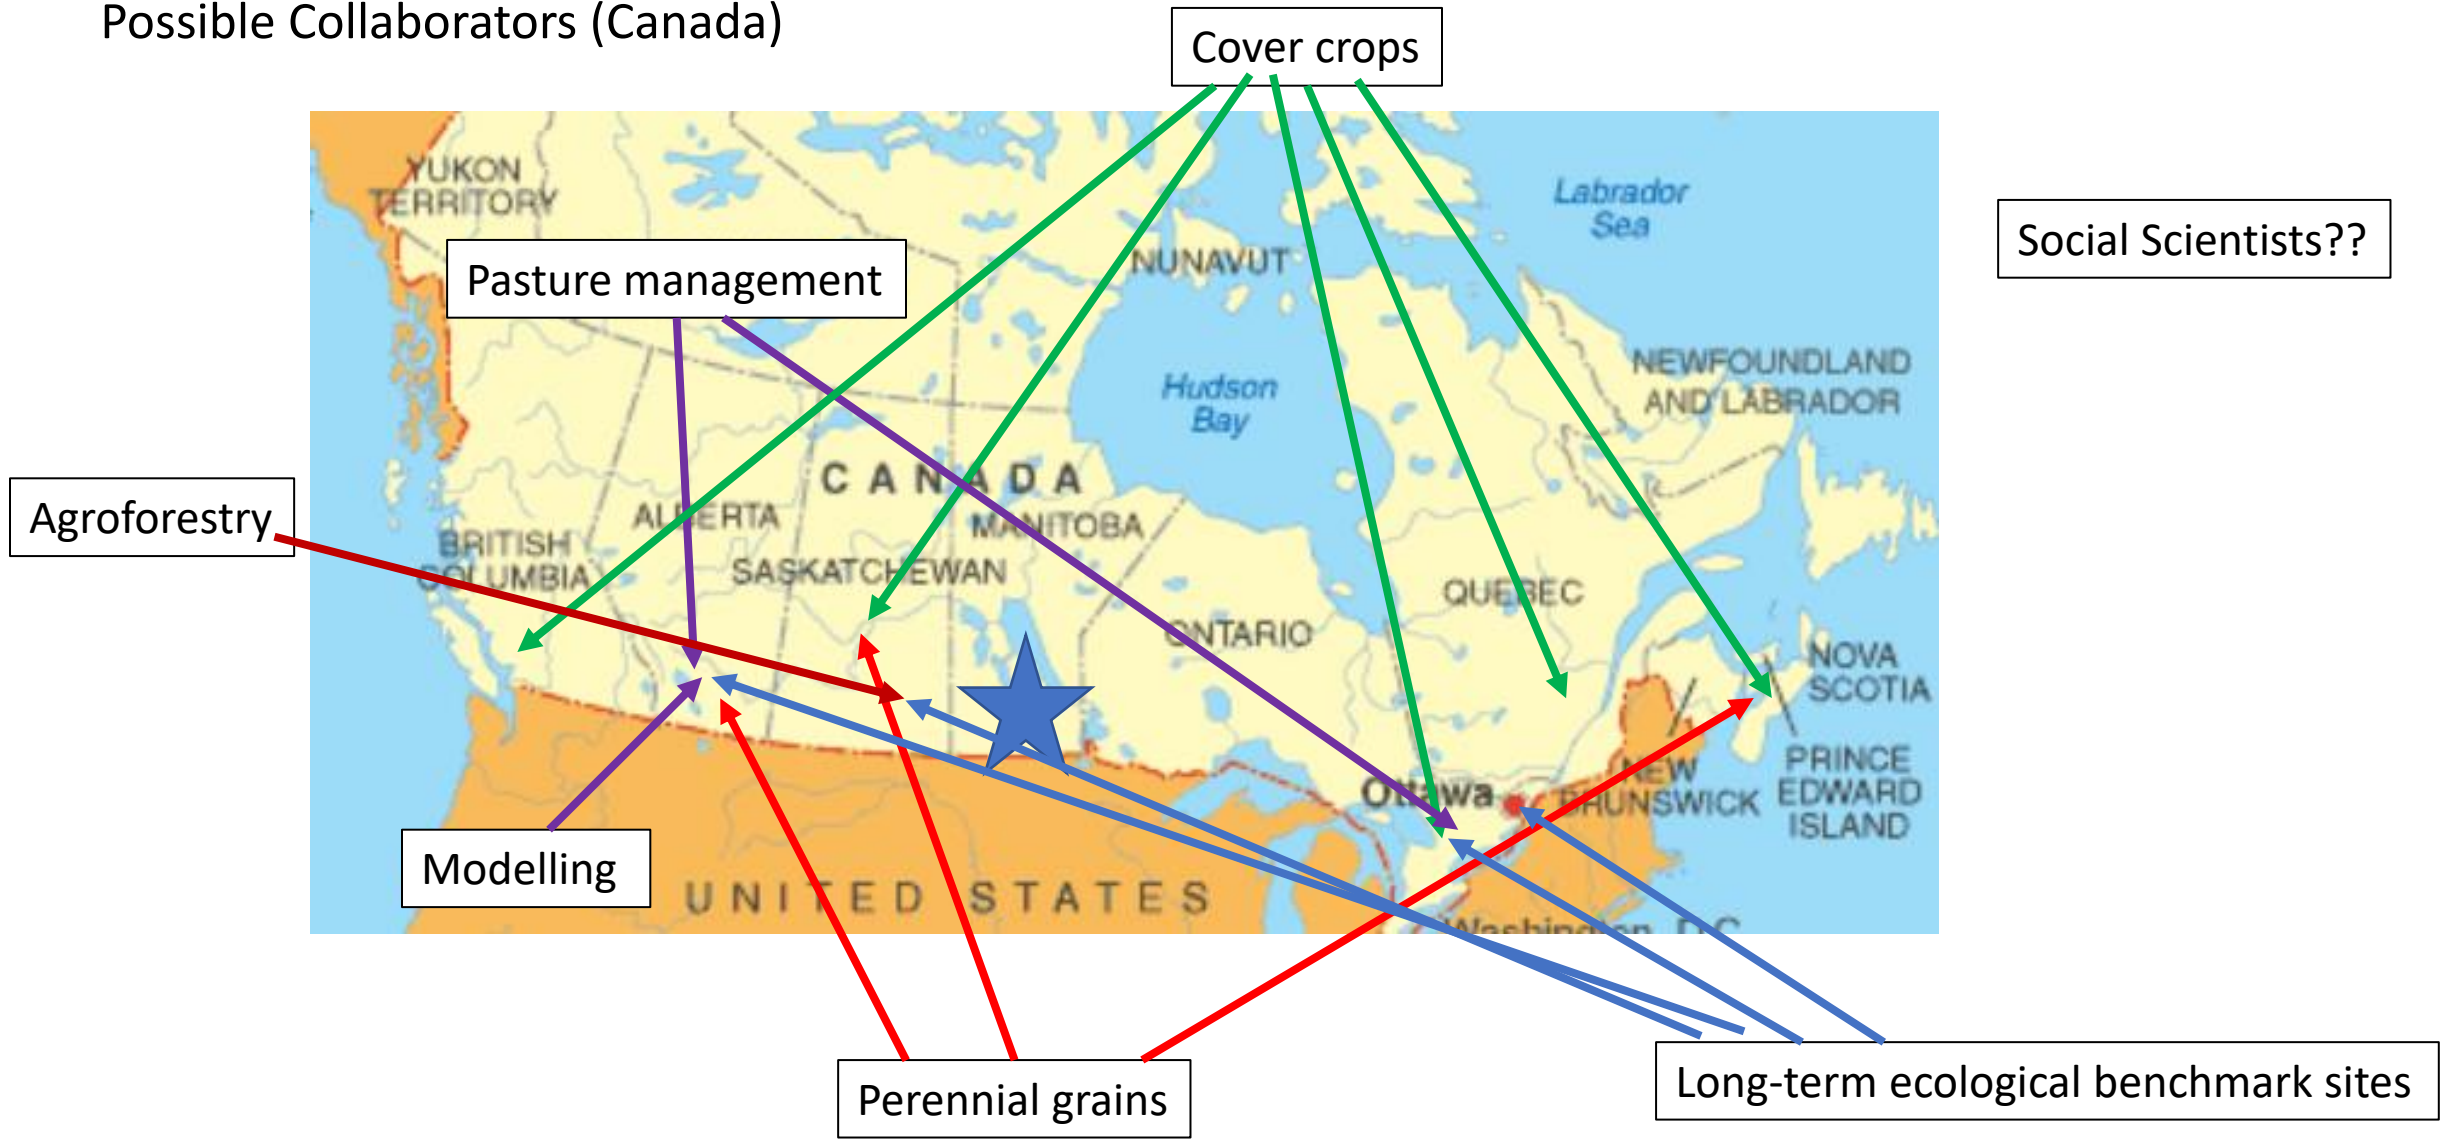 Possible Collaborators (Canada)
Cover crops
YUKON
TERRITORY
Labrador
Sea
Social Scientists??
NUNAVUT
Pasture management
NEWFOUNDLAND
AND LABRADOR
Hudson
Bay
CANADA
Agroforestry
ALBERTA
MANITOBA
BRITISH
COLUMBIA
SASKATCHEWAN
QUEBEC
ONTARIO
NOVA
SCOTIA
PRINCE
EDWARD
ISLAND
NEW
BRUNSWICK
Ottawa
Modelling
UNITED STATES
Washington, D.C.
Perennial grains
Long-term ecological benchmark sites